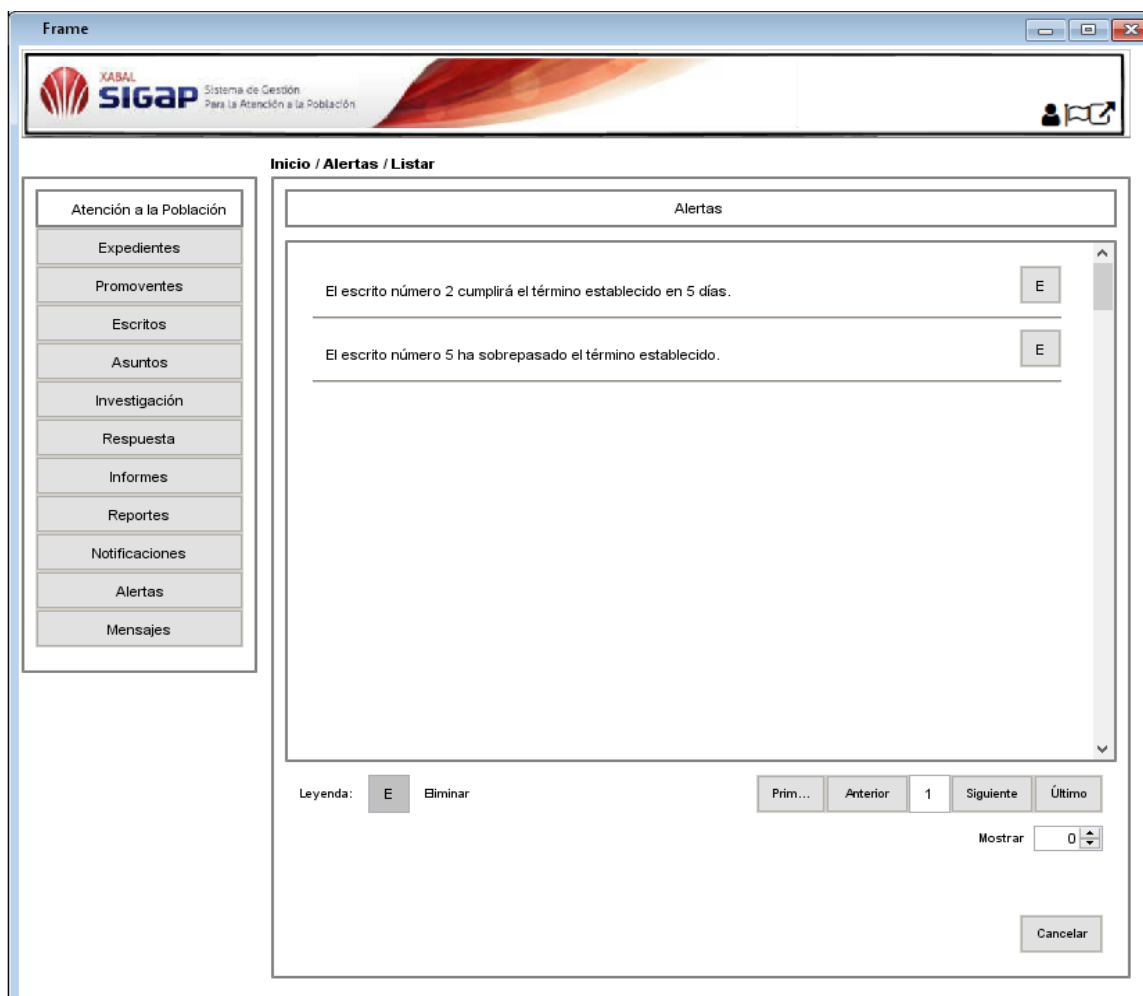 Frame
XABAL
SIGAP
Sistema de Gestión
Para la Atención a la Población
Inicio / Alertas / Listar
Atención a la Población
Expedientes
Promoventes
Escritos
Asuntos
Investigación
Respuesta
Informes
Reportes
Notificaciones
Alertas
Mensajes
Alertas
El escrito número 2 cumplirá el término establecido en 5 días. E
El escrito número 5 ha sobrepasado el término establecido. E
Leyenda: E Eliminar
Prim... Anterior 1 Siguiente Último
Mostrar 0
Cancelar